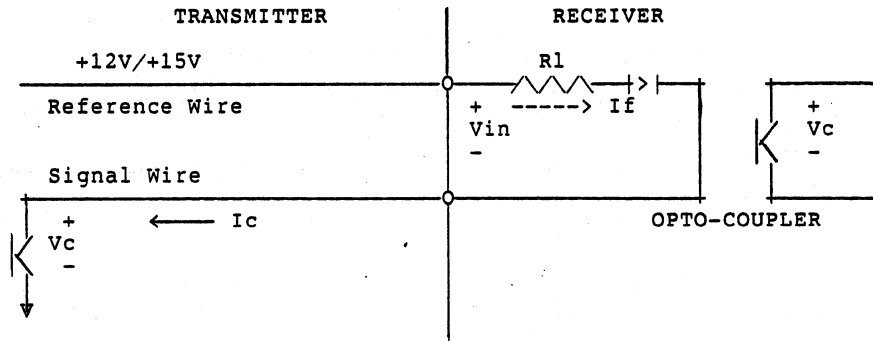 TRANSMITTER RECEIVER
+12V/+15V R1
Reference Wire + ----> If +
Vin Vc
- -
Signal Wire
+ Ic OPTO-COUPLER
Vc
-